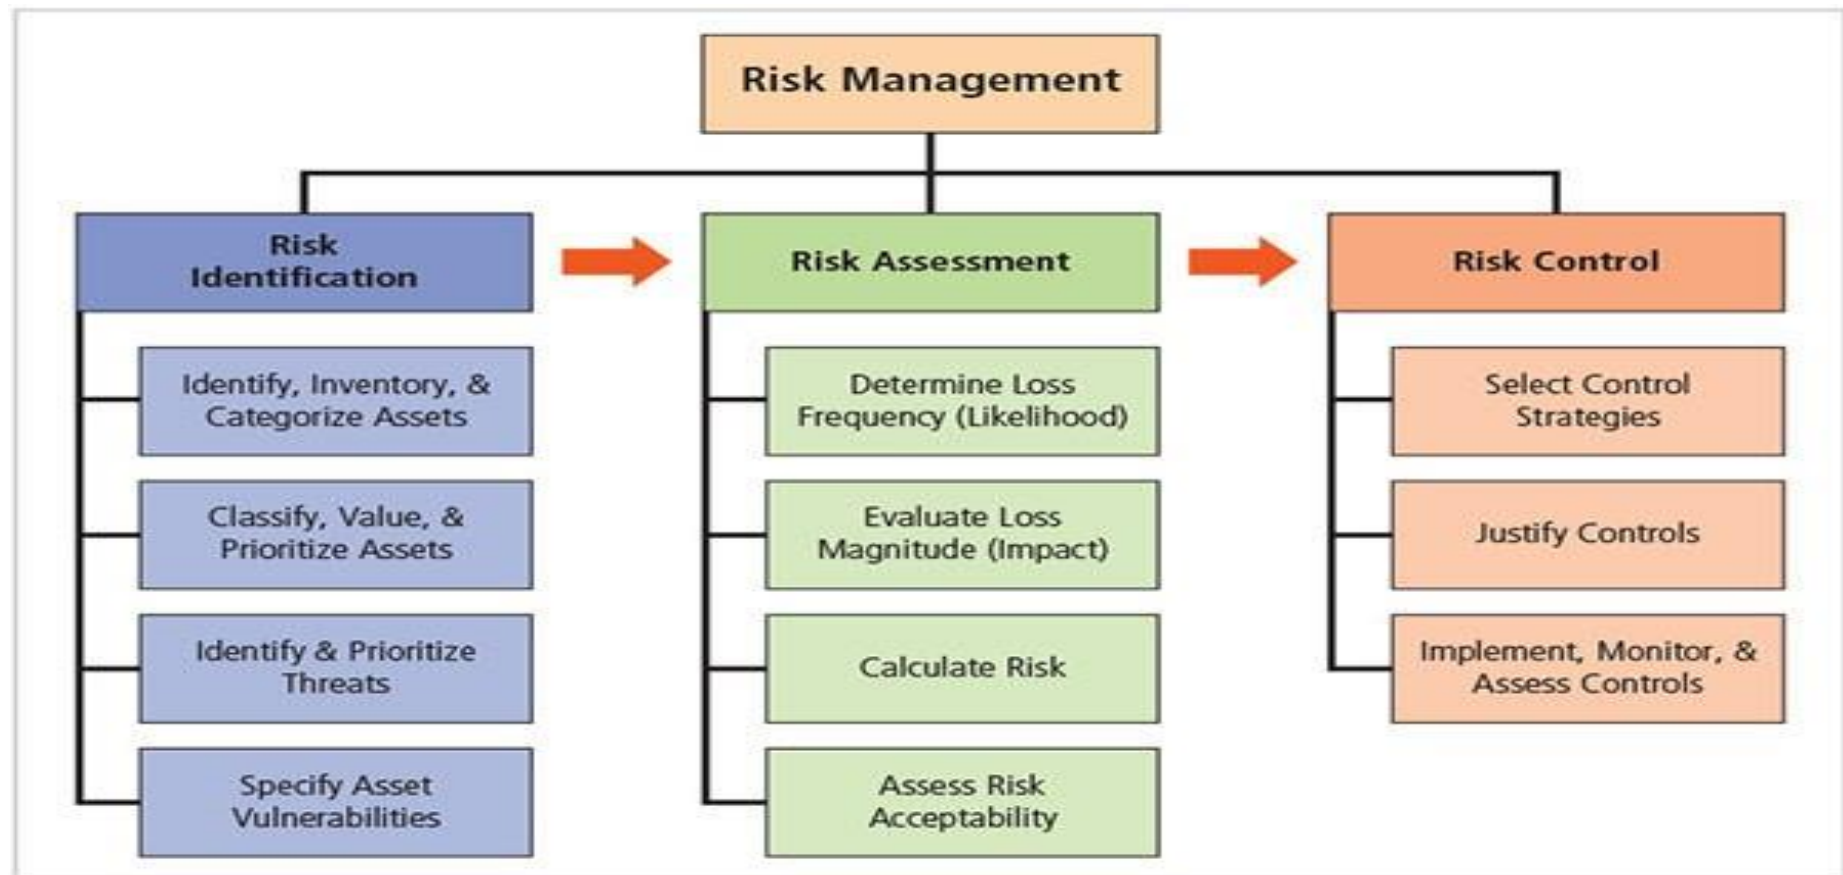 Risk Management
Risk
Identification
Identify, Inventory, &
Categorize Assets
Classify, Value, &
Prioritize Assets
Identify & Prioritize
Threats
Specify Asset
Vulnerabilities
Risk Assessment
Determine Loss
Frequency (Likelihood)
Evaluate Loss
Magnitude (Impact)
Calculate Risk
Assess Risk
Acceptability
Risk Control
Select Control
Strategies
Justify Controls
Implement, Monitor, &
Assess Controls